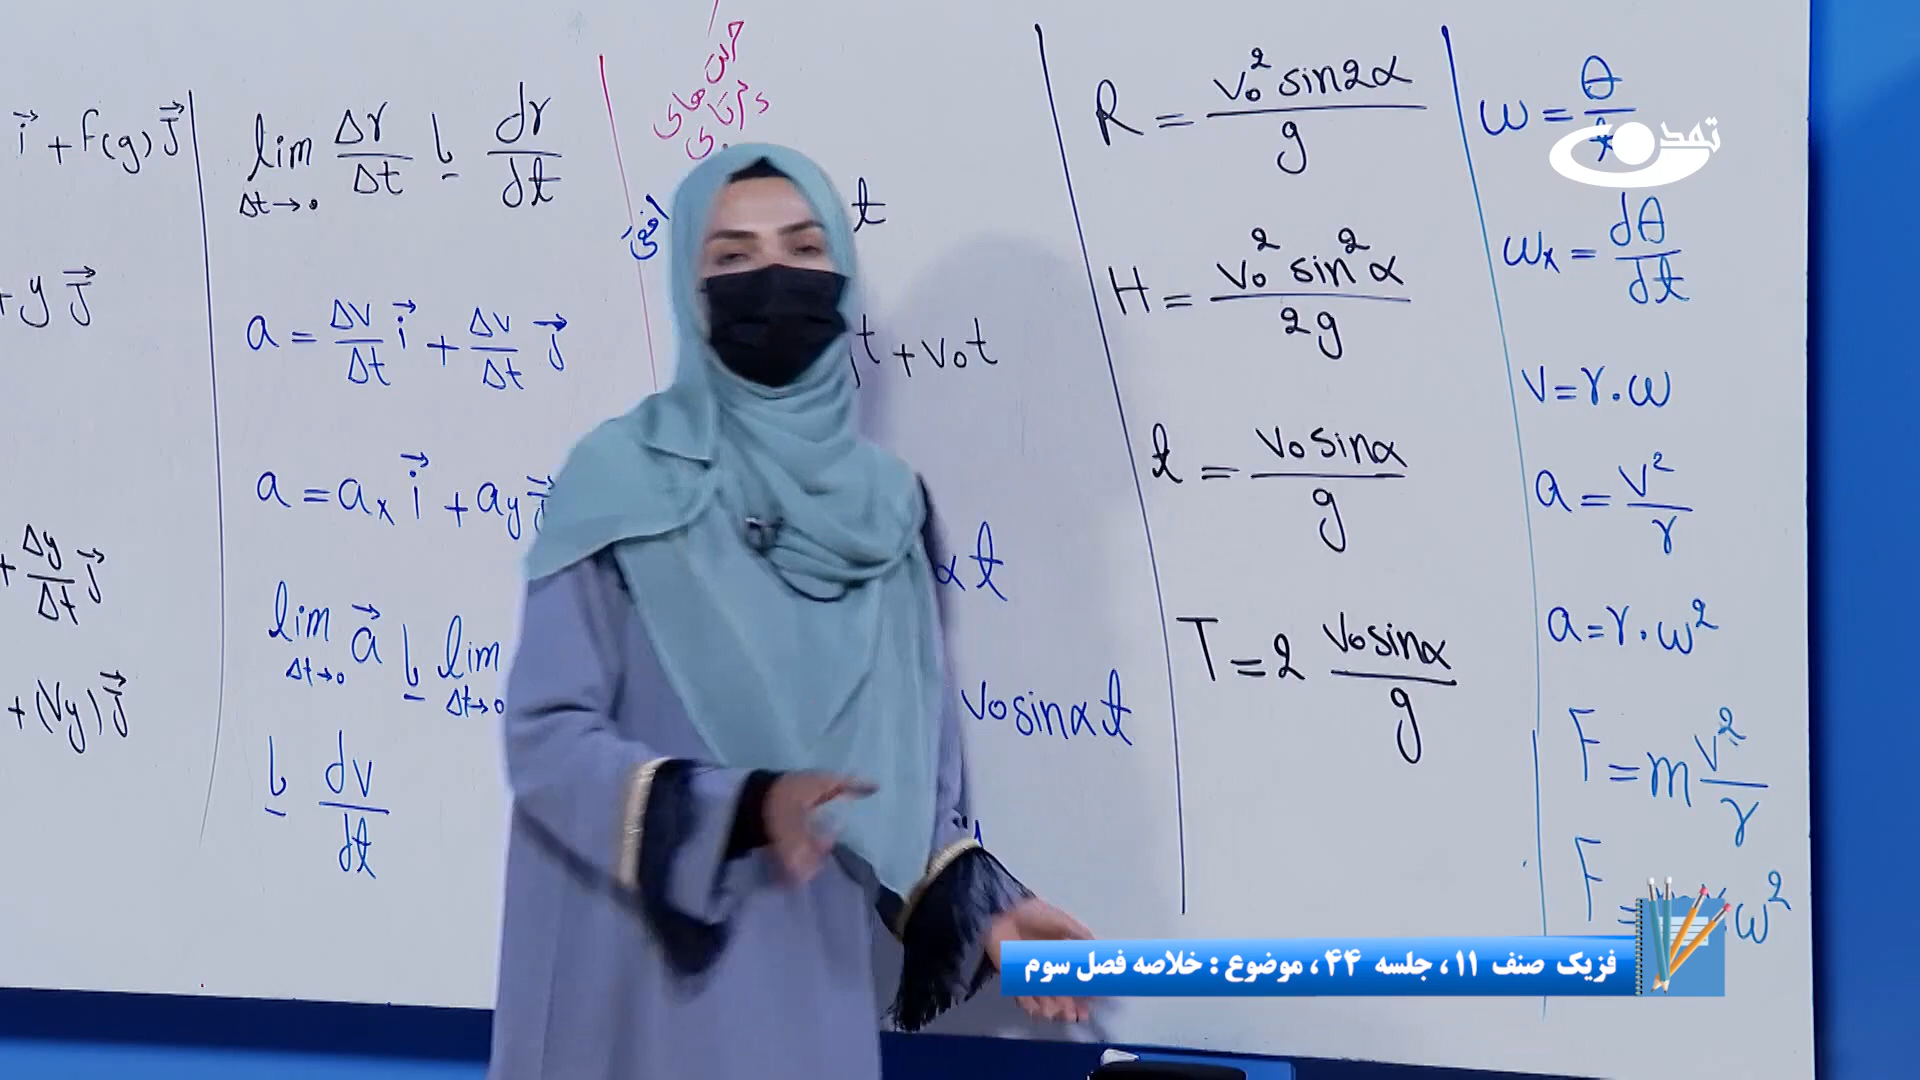 i⃗ + f(g) J⃗
+ y J⃗
+ Δy/Δt J⃗
+ (Vy) J⃗
lim Δt→0 Δr/Δt یا dr/dt
a = Δv/Δt i⃗ + Δv/Δt J⃗
a = ax i⃗ + ay J⃗
lim Δt→0 a⃗ یا lim Δt→0
یا dv/dt
حرکت های
پرتابی
افقی
t
t + v₀t
α t
v₀ sinα t
R = v₀² sin2α / g
H = v₀² sin²α / 2g
t = v₀ sinα / g
T = 2 v₀ sinα / g
ω = θ/t
ωx = dθ/dt
v = r . ω
a = v²/r
a = r . ω²
F = m v²/r
F = ω²
تمدن
فزیک صنف ۱۱، جلسه ۴۴، موضوع : خلاصه فصل سوم